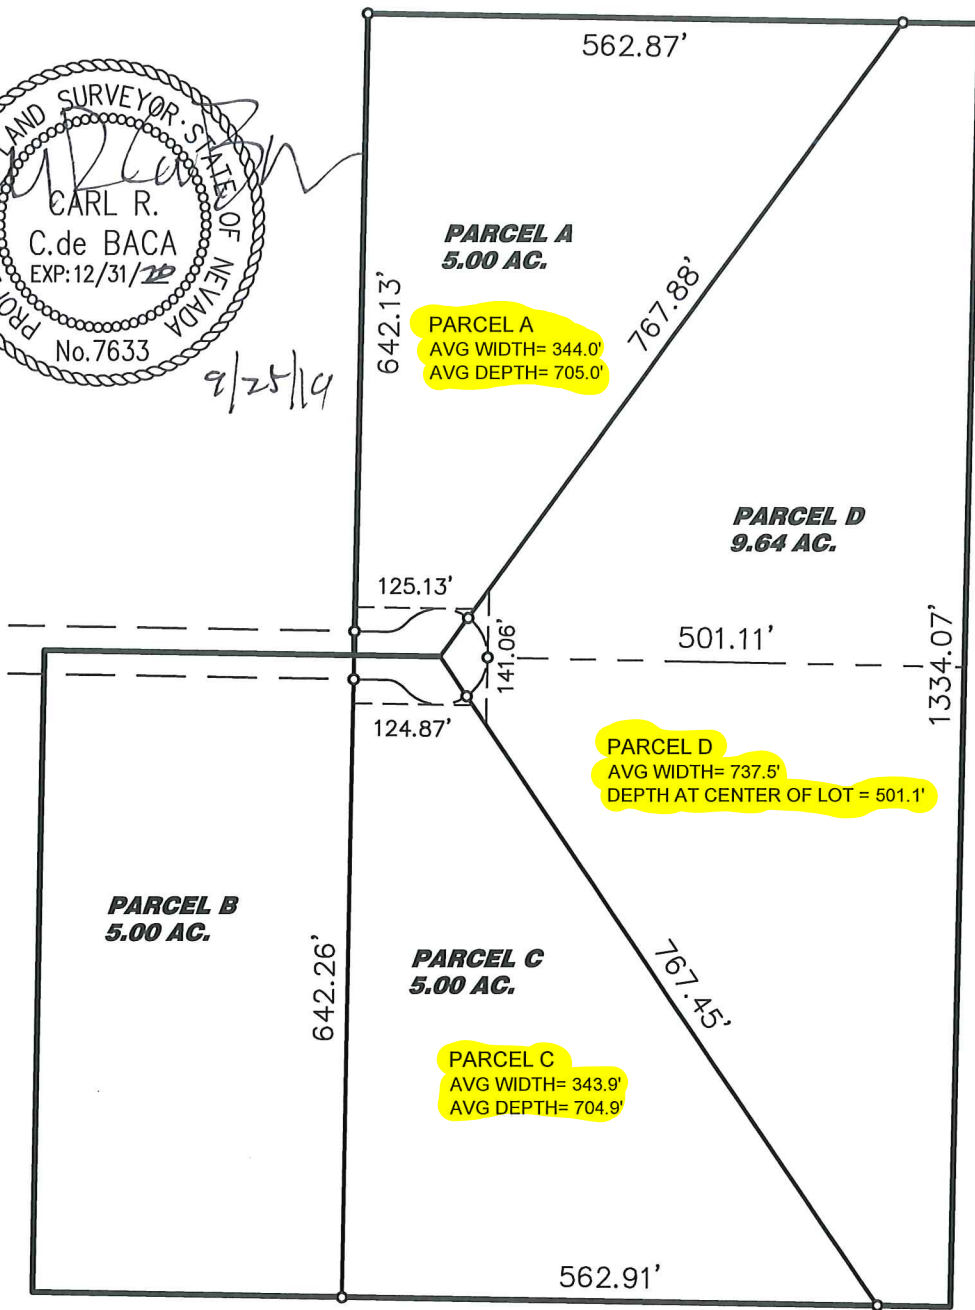 562.87'
LAND SURVEYOR · STATE OF NEVADA
CARL R.
C.de BACA
EXP: 12/31/20
No. 7633
9/25/19
PARCEL A
5.00 AC.
642.13'
767.88'
PARCEL A
AVG WIDTH= 344.0'
AVG DEPTH= 705.0'
PARCEL D
9.64 AC.
125.13'
141.06'
501.11'
1334.07'
124.87'
PARCEL D
AVG WIDTH= 737.5'
DEPTH AT CENTER OF LOT = 501.1'
PARCEL B
5.00 AC.
642.26'
PARCEL C
5.00 AC.
767.45'
PARCEL C
AVG WIDTH= 343.9'
AVG DEPTH= 704.9'
562.91'